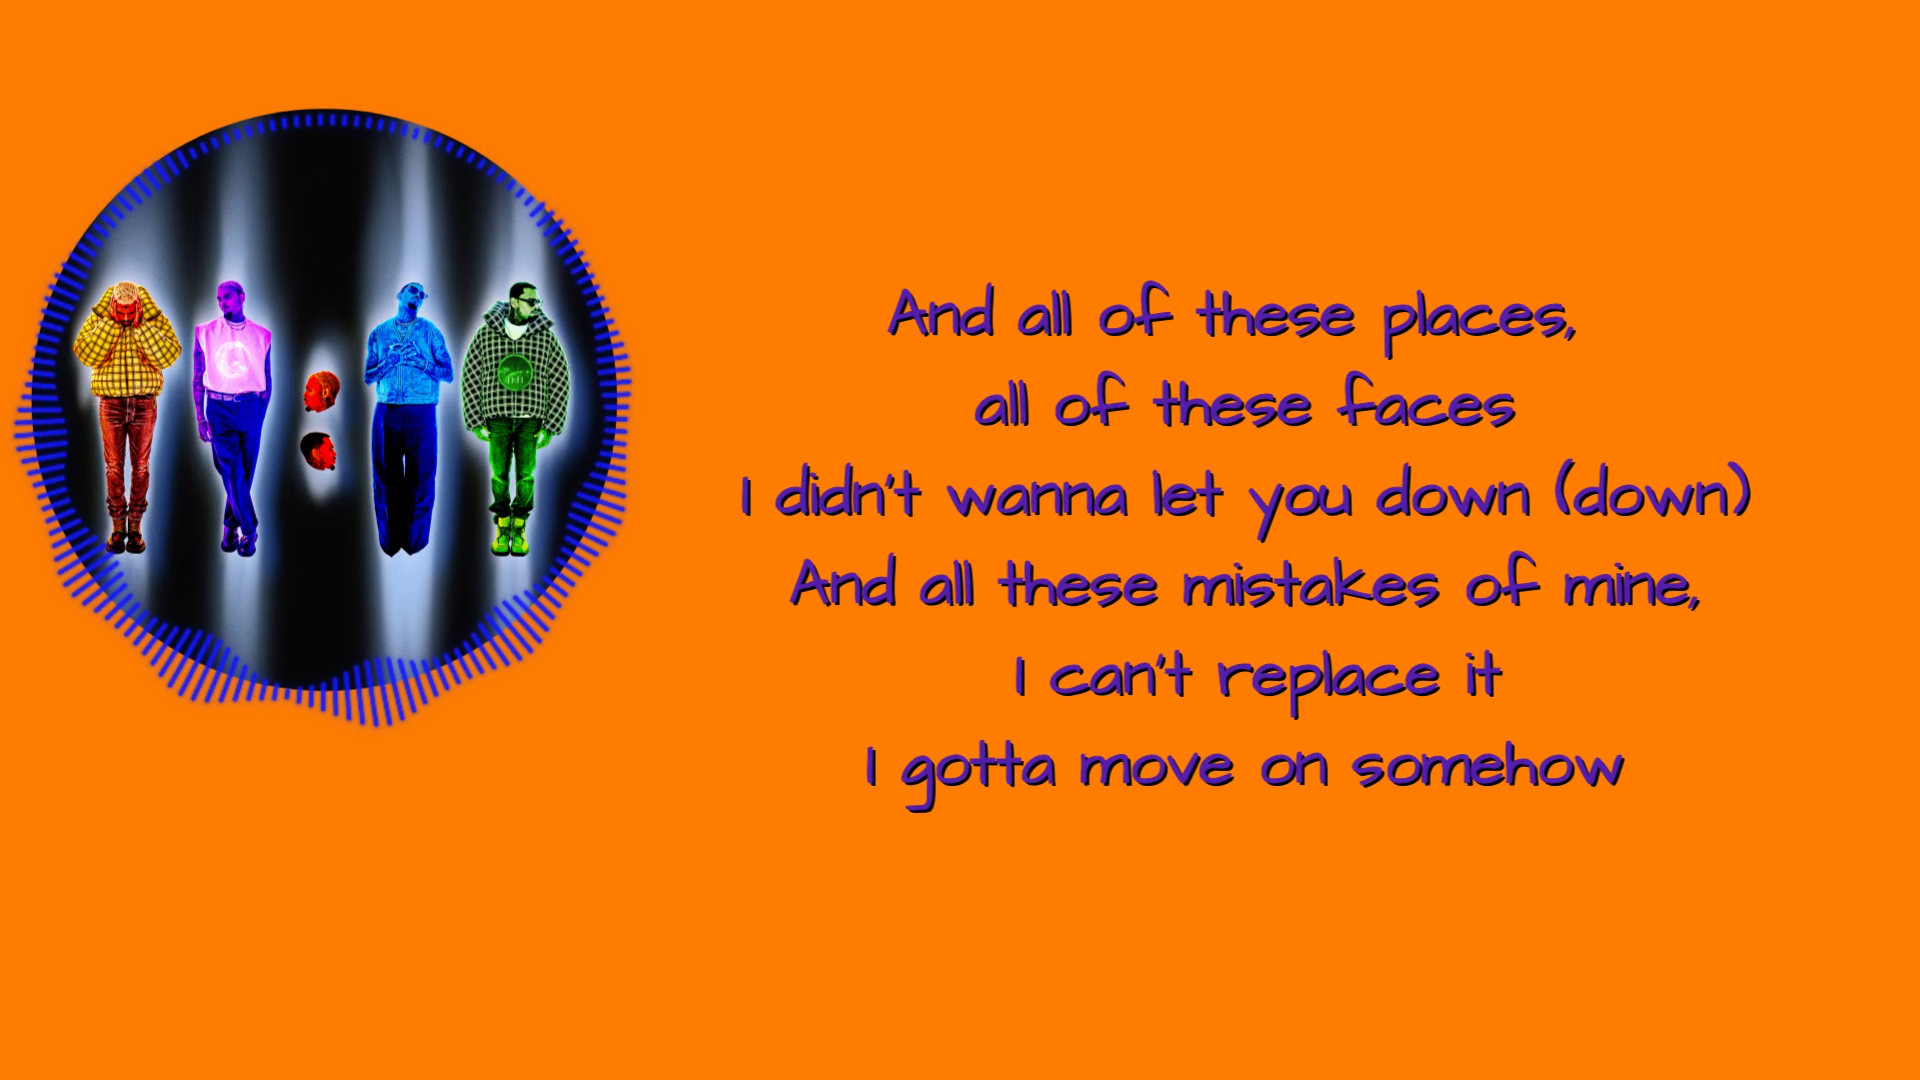 And all of these places,
all of these faces
I didn't wanna let you down (down)
And all these mistakes of mine,
I can't replace it
I gotta move on somehow